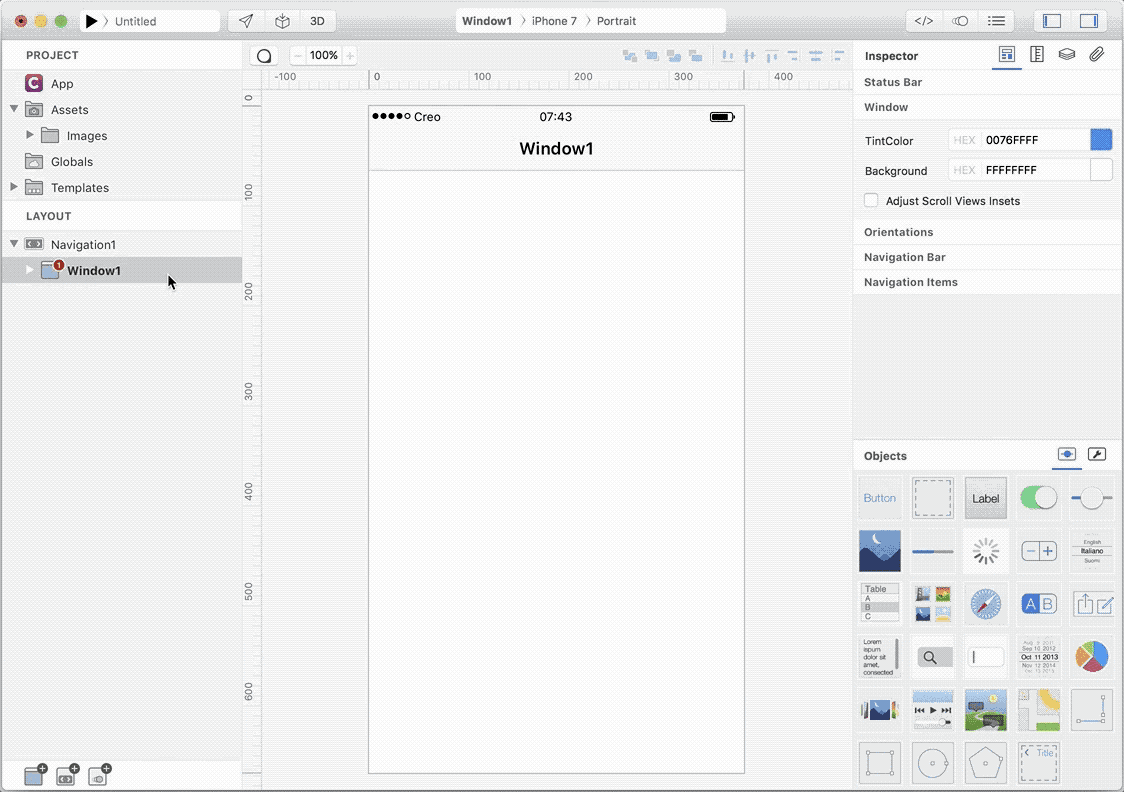 Untitled
3D
Window1 iPhone 7 Portrait
</>
PROJECT
App
Assets
Images
Globals
Templates
LAYOUT
Navigation1
1
Window1
100%
-100 0 100 200 300 400
0
100
200
300
400
500
600
Creo 07:43
Window1
Inspector
Status Bar
Window
TintColor HEX 0076FFFF
Background HEX FFFFFFFF
Adjust Scroll Views Insets
Orientations
Navigation Bar
Navigation Items
Objects
Button Label
English
Italiano
Suomi
Table
A
B
C
A B
Lorem
ipsum
dolor sit
amet,
consected
Aug 9 2011
Sep 10 2012
Oct 11 2013
Nov 12 2014
Dec 13 2015
Title